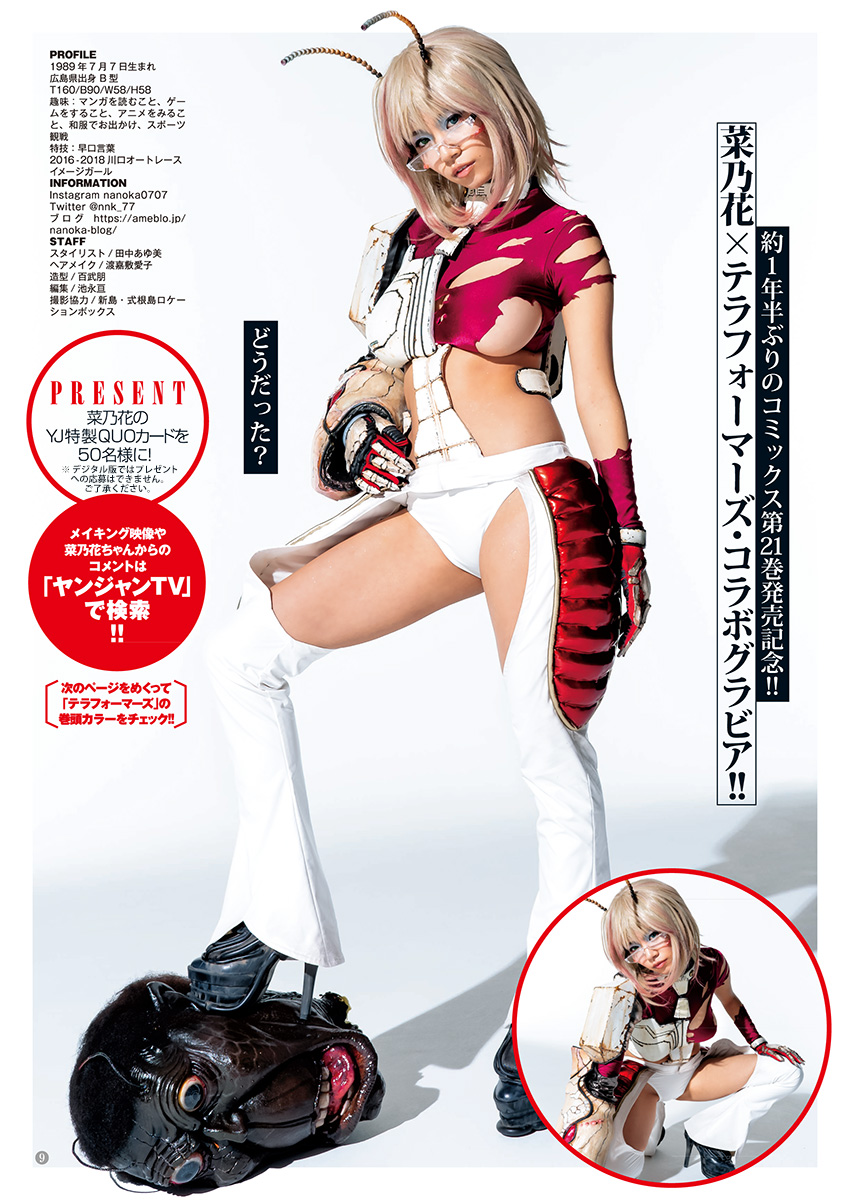 PROFILE
1989年7月7日生まれ
広島県出身 B型
T160/B90/W58/H58
趣味：マンガを読むこと、ゲー
ムをすること、アニメをみるこ
と、和服でお出かけ、スポーツ
観戦
特技：早口言葉
2016-2018 川口オートレース
イメージガール
INFORMATION
Instagram nanoka0707
Twitter @nnk_77
ブログ https://ameblo.jp/
nanoka-blog/
STAFF
スタイリスト/田中あゆ美
ヘアメイク/渡嘉敷愛子
造型/百武朋
編集/池永亘
撮影協力/新島・式根島ロケー
ションボックス
約1年半ぶりのコミックス第21巻発売記念!!
菜乃花×テラフォーマーズ・コラボグラビア!!
どうだった？
PRESENT
菜乃花の
YJ特製QUOカードを
50名様に!
※デジタル版ではプレゼント
への応募はできません。
ご了承ください。
メイキング映像や
菜乃花ちゃんからの
コメントは
「ヤンジャンTV」
で検索
!!
次のページをめくって
「テラフォーマーズ」の
巻頭カラーをチェック!!
9